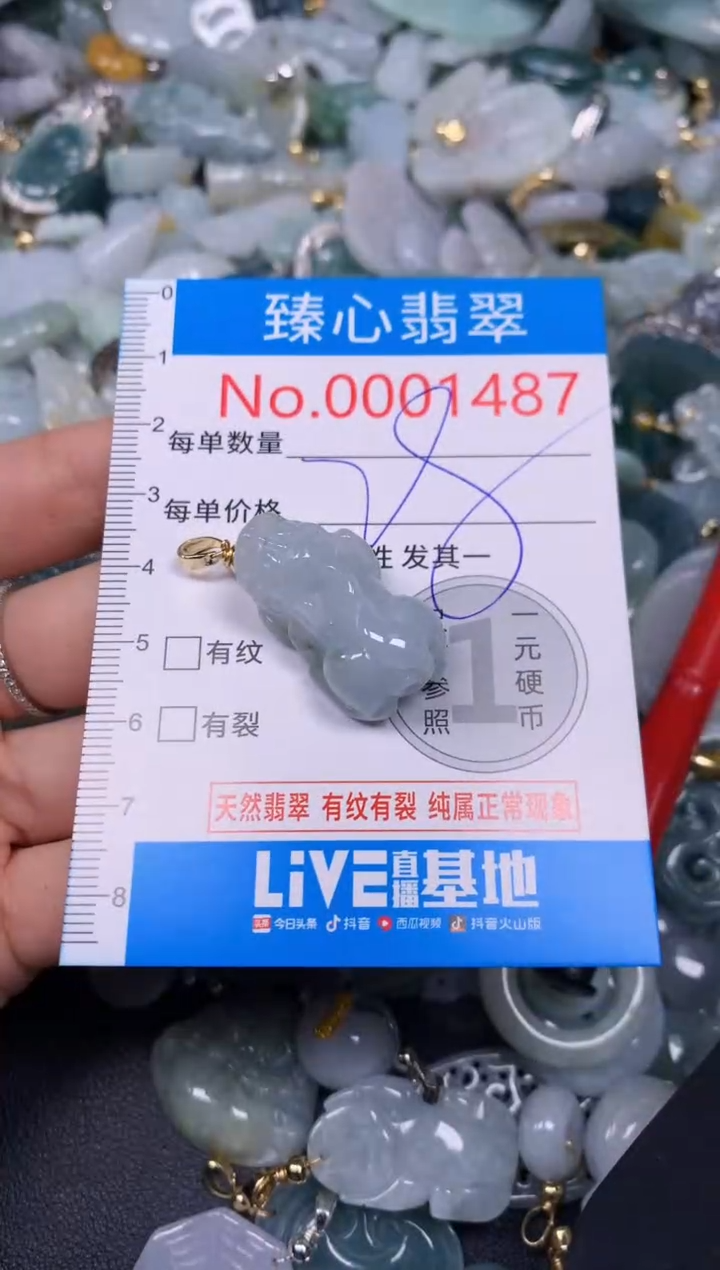 0
臻心翡翠
1
No.0001487
2
每单数量
3
每单价格
4
性 发其一
5
有纹
一元硬币
1
参照
6
有裂
7
天然翡翠 有纹有裂 纯属正常现象
8
LiVE直播基地
头条 今日头条 抖音 西瓜视频 抖音火山版